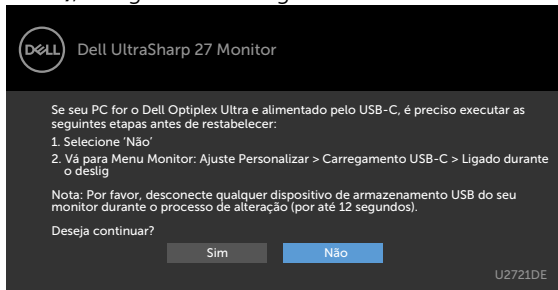 DELL
Dell UltraSharp 27 Monitor
Se seu PC for o Dell Optiplex Ultra e alimentado pelo USB-C, é preciso executar as
seguintes etapas antes de restabelecer:
1. Selecione 'Não'
2. Vá para Menu Monitor: Ajuste Personalizar > Carregamento USB-C > Ligado durante
o deslig
Nota: Por favor, desconecte qualquer dispositivo de armazenamento USB do seu
monitor durante o processo de alteração (por até 12 segundos).
Deseja continuar?
Sim Não
U2721DE